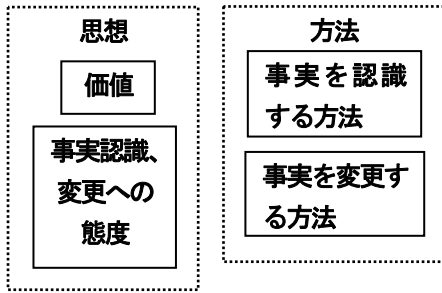 思想
価値
事実認識、
変更への
態度
方法
事実を認識
する方法
事実を変更す
る方法